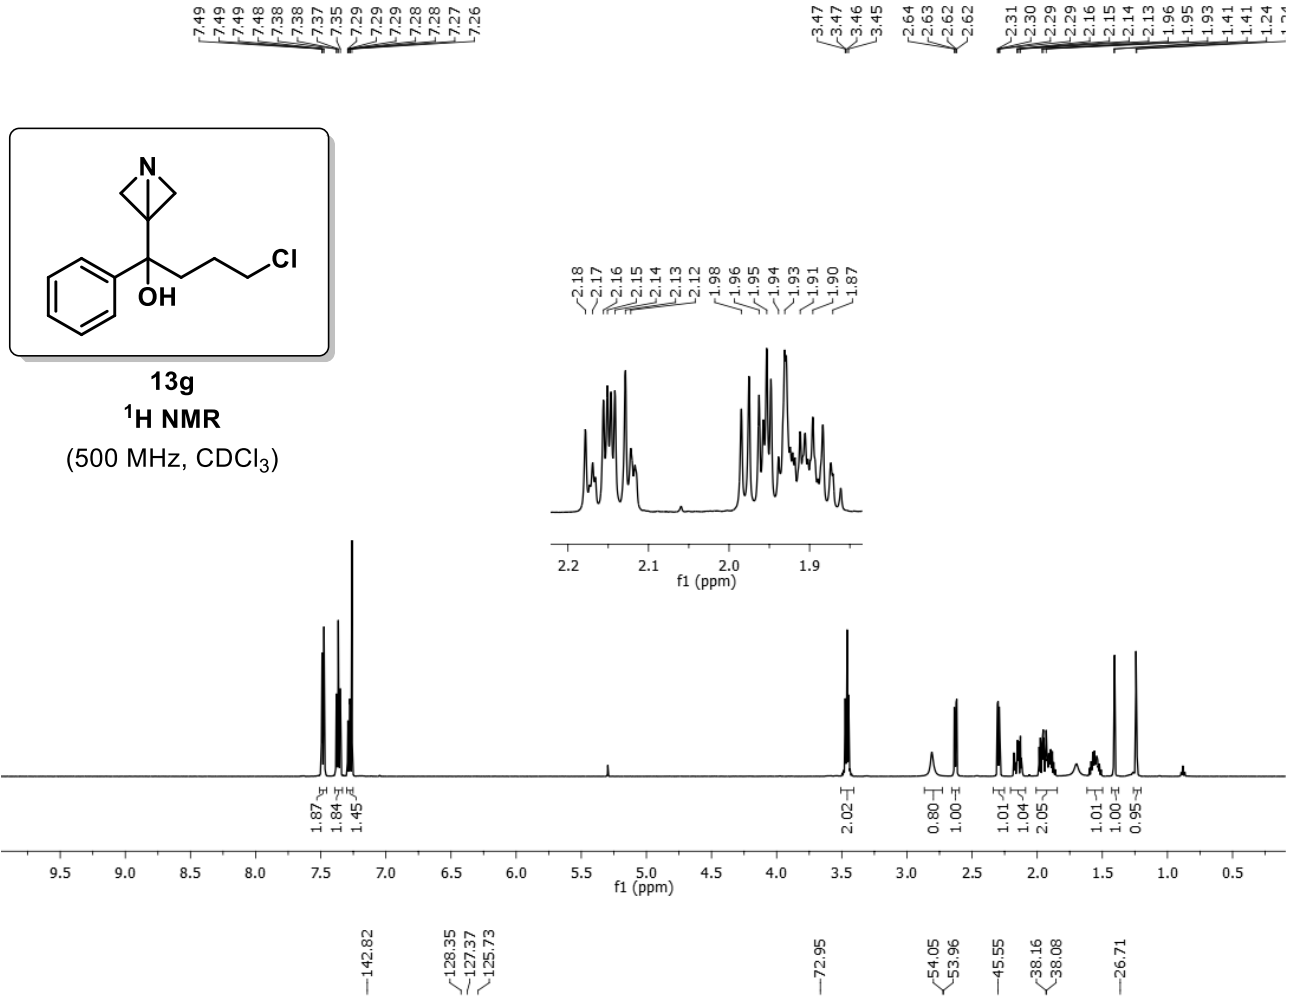 7.49 7.49 7.49 7.48 7.38 7.38 7.37 7.35 7.29 7.29 7.29 7.28 7.28 7.27 7.26
3.47 3.47 3.46 3.45 2.64 2.63 2.62 2.62 2.31 2.30 2.29 2.29 2.16 2.15 2.14 2.13 1.96 1.95 1.93 1.41 1.41 1.24
N
Cl
OH
13g
¹H NMR
(500 MHz, CDCl₃)
2.18 2.17 2.16 2.15 2.14 2.13 2.12 1.98 1.96 1.95 1.94 1.93 1.91 1.90 1.87
2.2 2.1 2.0 1.9
f1 (ppm)
1.87 1.84 1.45 2.02 0.80 1.00 1.01 1.04 2.05 1.01 1.00 0.95
9.5 9.0 8.5 8.0 7.5 7.0 6.5 6.0 5.5 5.0 4.5 4.0 3.5 3.0 2.5 2.0 1.5 1.0 0.5
f1 (ppm)
142.82 128.35 127.37 125.73 72.95 54.05 53.96 45.55 38.16 38.08 26.71